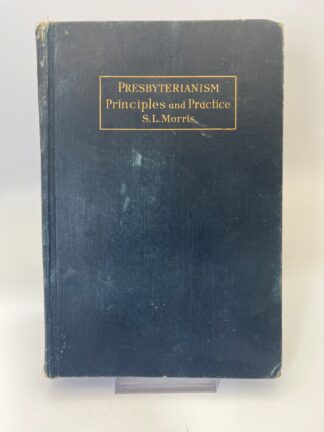 PRESBYTERIANISM
Principles and Practice
S.L.Morris.